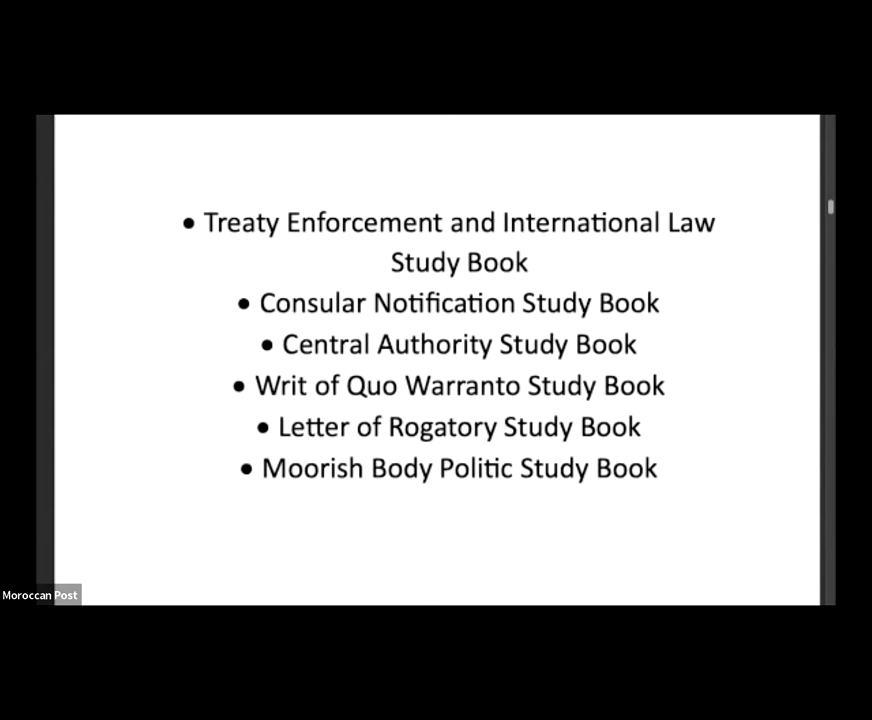 • Treaty Enforcement and International Law
Study Book
• Consular Notification Study Book
• Central Authority Study Book
• Writ of Quo Warranto Study Book
• Letter of Rogatory Study Book
• Moorish Body Politic Study Book
Moroccan Post